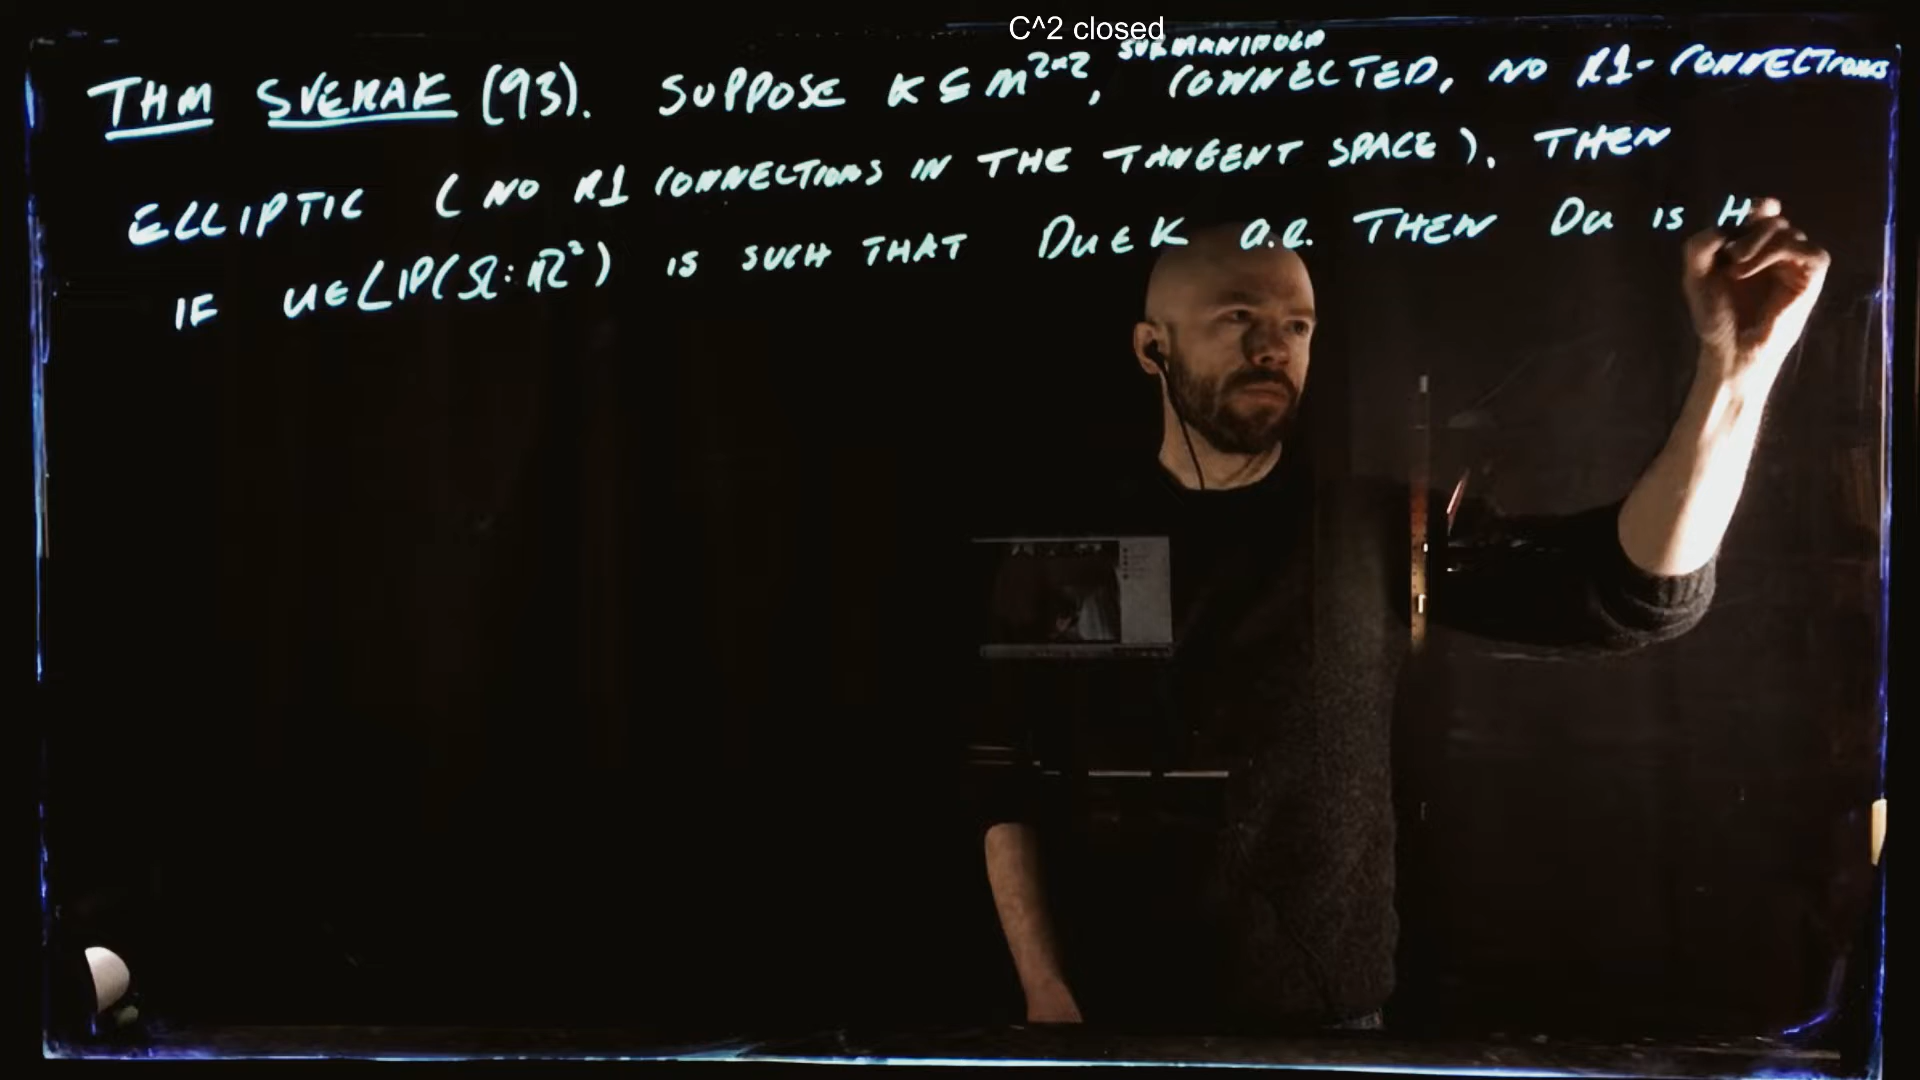 C^2 closed
SUBMANIFOLD
THM SVERAK (93). SUPPOSE K ⊆ M^{2×2}, CONNECTED, NO R1-CONNECTIONS
ELLIPTIC (NO R1 CONNECTIONS IN THE TANGENT SPACE). THEN
IF u∈LIP(Ω:ℝ²) IS SUCH THAT Du∈K a.e. THEN Du IS H